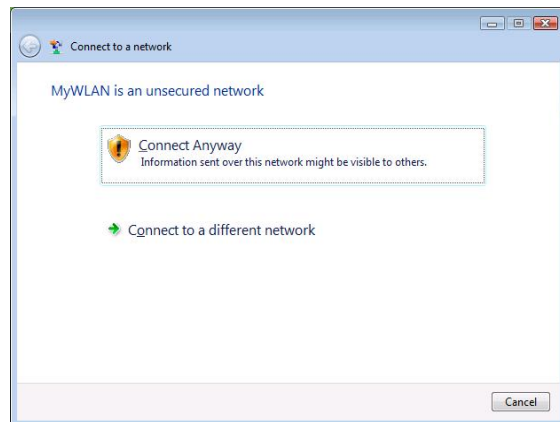 Connect to a network
MyWLAN is an unsecured network
Connect Anyway
Information sent over this network might be visible to others.
Connect to a different network
Cancel